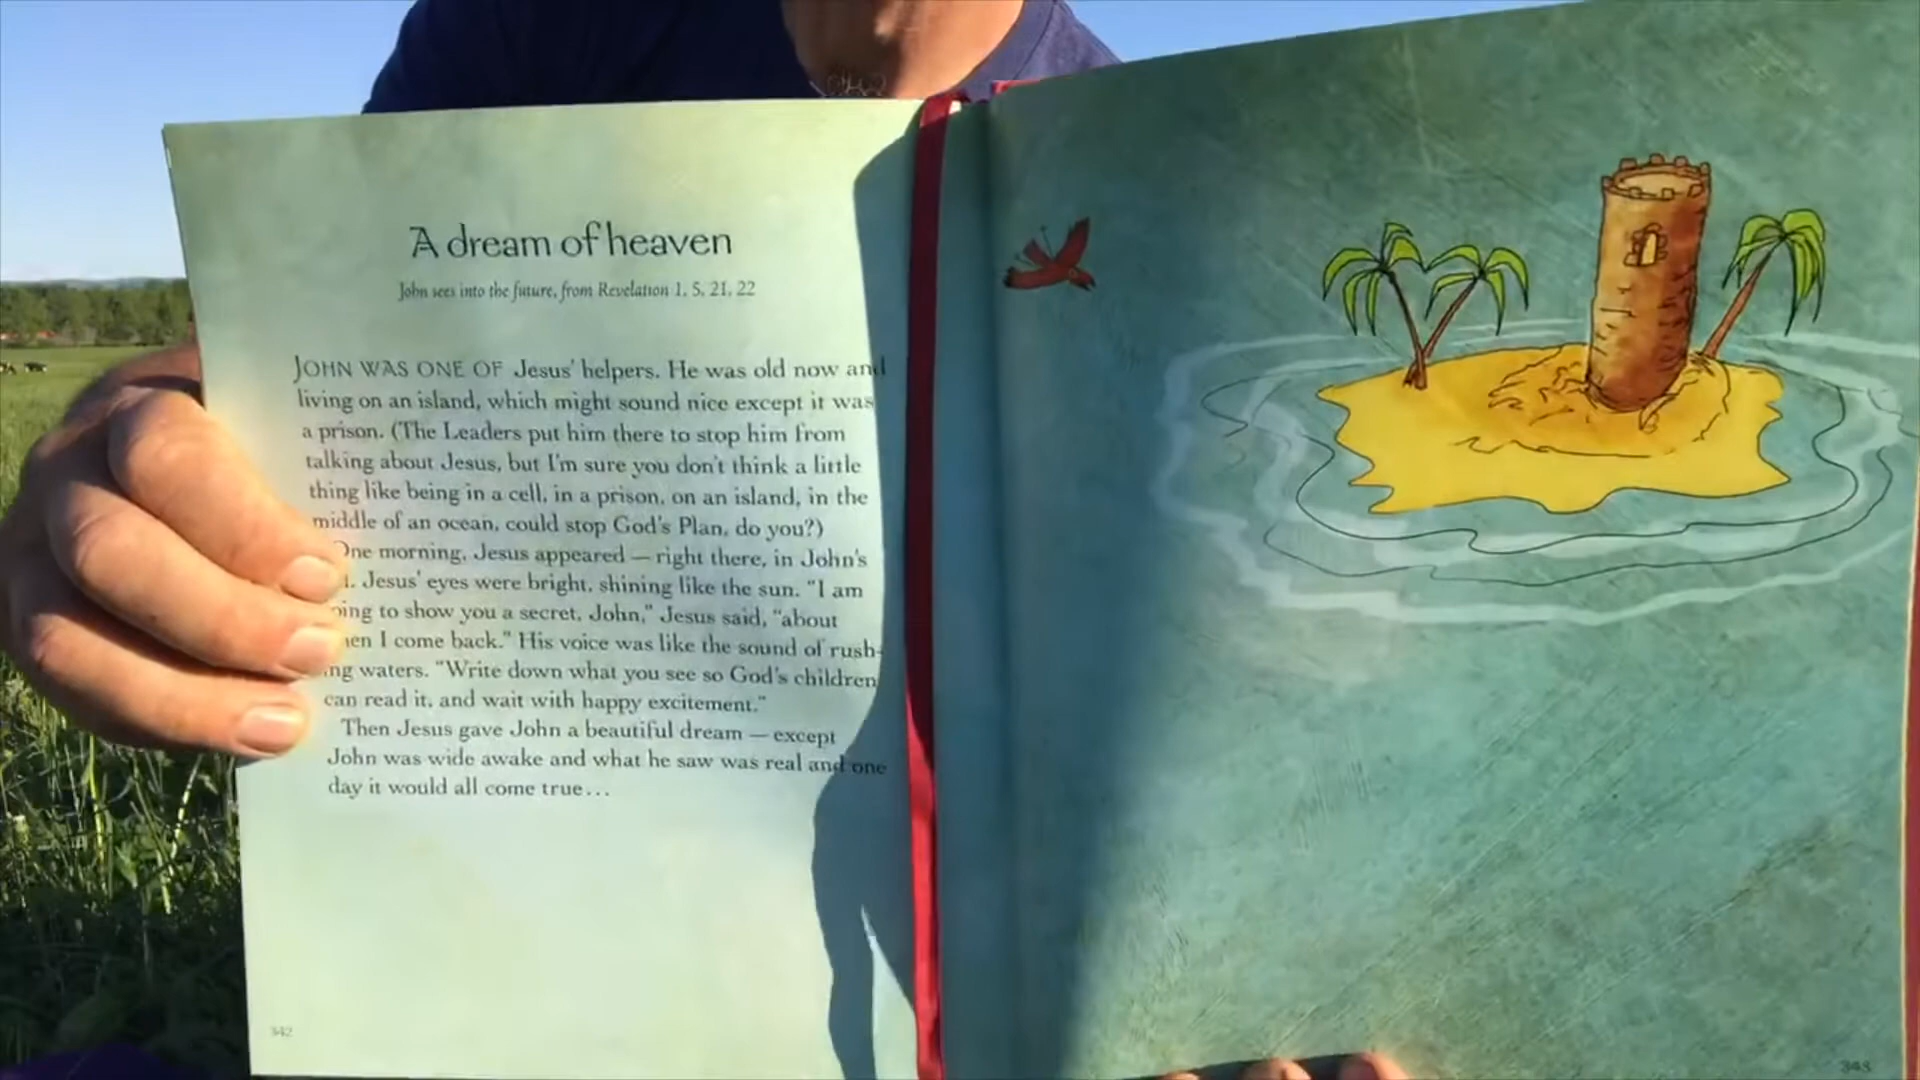 A dream of heaven
John sees into the future, from Revelation 1, 5, 21, 22
JOHN WAS ONE OF Jesus' helpers. He was old now and
living on an island, which might sound nice except it was
a prison. (The Leaders put him there to stop him from
talking about Jesus, but I'm sure you don't think a little
thing like being in a cell, in a prison, on an island, in the
middle of an ocean, could stop God's Plan, do you?)
One morning, Jesus appeared — right there, in John's
Jesus' eyes were bright, shining like the sun. "I am
to show you a secret, John," Jesus said, "about
I come back." His voice was like the sound of rush-
ing waters. "Write down what you see so God's children
can read it, and wait with happy excitement."
Then Jesus gave John a beautiful dream — except
John was wide awake and what he saw was real and one
day it would all come true...
342
343